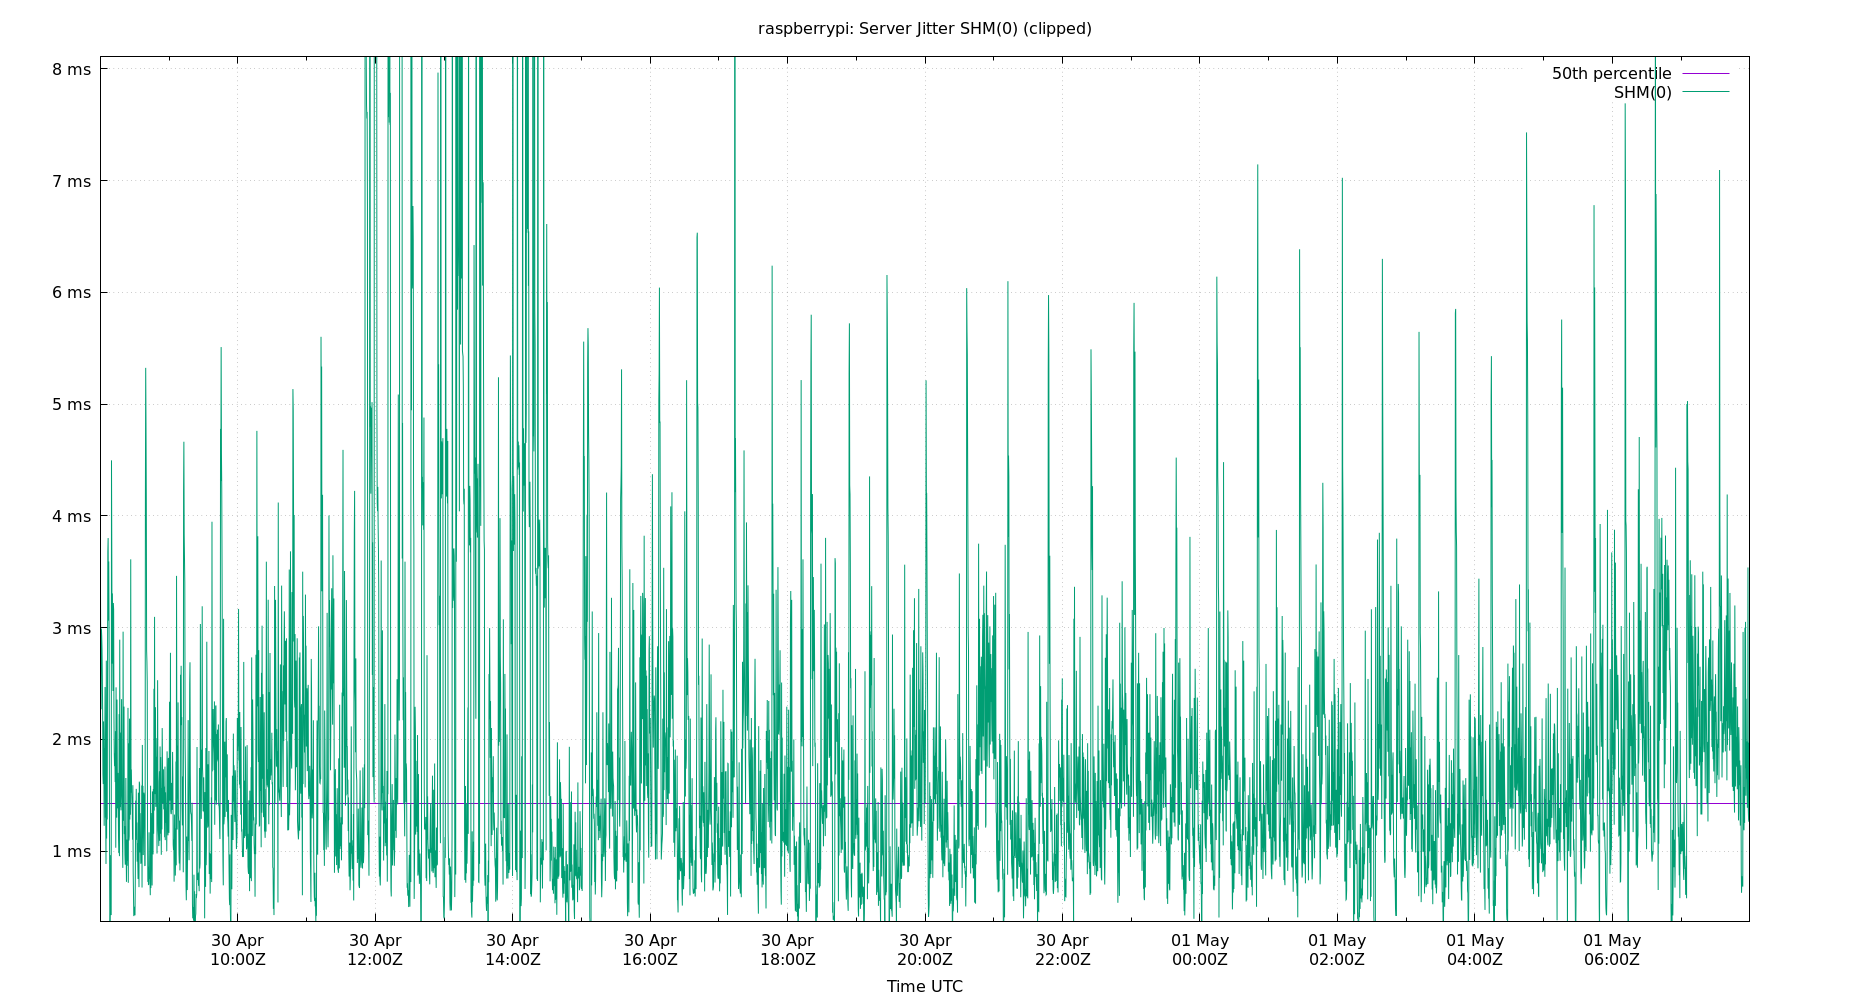 raspberrypi: Server Jitter SHM(0) (clipped)
50th percentile
SHM(0)
8 ms
7 ms
6 ms
5 ms
4 ms
3 ms
2 ms
1 ms
30 Apr 30 Apr 30 Apr 30 Apr 30 Apr 30 Apr 30 Apr 01 May 01 May 01 May 01 May
10:00Z 12:00Z 14:00Z 16:00Z 18:00Z 20:00Z 22:00Z 00:00Z 02:00Z 04:00Z 06:00Z
Time UTC